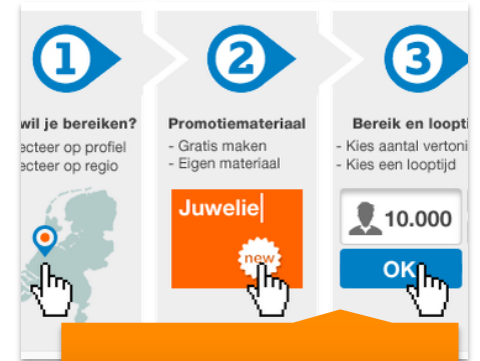 1
wil je bereiken?
ecteer op profiel
ecteer op regio
2
Promotiemateriaal
- Gratis maken
- Eigen materiaal
Juwelie
new
3
Bereik en loopti
- Kies aantal vertoni
- Kies een looptijd
10.000
OK